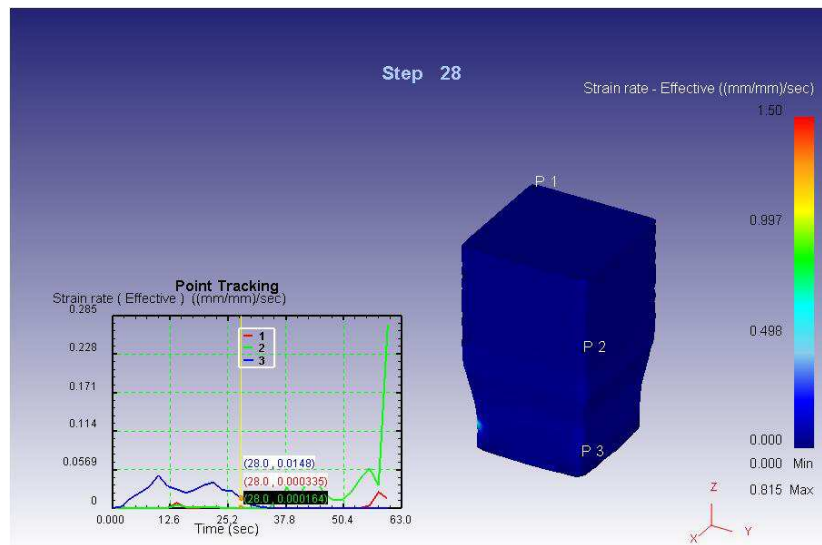 Step 28
Strain rate - Effective ((mm/mm)/sec)
1.50
0.997
0.498
0.000
0.000 Min
0.815 Max
P 1
P 2
P 3
Point Tracking
Strain rate ( Effective ) ((mm/mm)/sec)
0.285
0.228
0.171
0.114
0.0569
0
1
2
3
(28.0 , 0.0148)
(28.0 , 0.000335)
(28.0 , 0.000164)
0.000 12.6 25.2 37.8 50.4 63.0
Time (sec)
Z
X Y